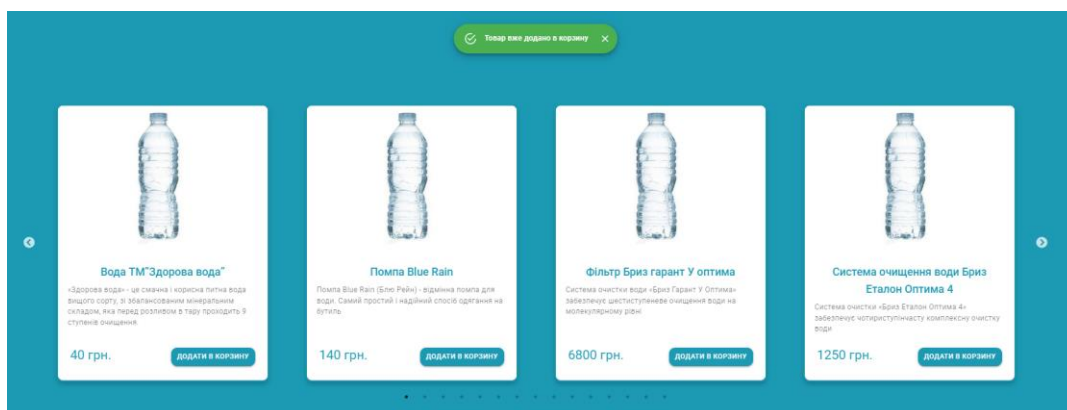 Товар вже додано в корзину
Вода ТМ"Здорова вода"
«Здорова вода» - це смачна і корисна питна вода
вищого сорту, зі збалансованим мінеральним
складом, яка перед розливом в тару проходить 9
ступенів очищення
40 грн.
ДОДАТИ В КОРЗИНУ
Помпа Blue Rain
Помпа Blue Rain (Блю Рейн) - відмінна помпа для
води. Самий простий і надійний спосіб одягання на
бутиль
140 грн.
ДОДАТИ В КОРЗИНУ
Фільтр Бриз гарант У оптима
Система очистки води «Бриз Гарант У Оптима»
забезпечує шестиступеневе очищення води на
молекулярному рівні
6800 грн.
ДОДАТИ В КОРЗИНУ
Система очищення води Бриз
Еталон Оптима 4
Система очистки «Бриз Еталон Оптима 4»
забезпечує чотириступінчасту комплексну очистку
води
1250 грн.
ДОДАТИ В КОРЗИНУ